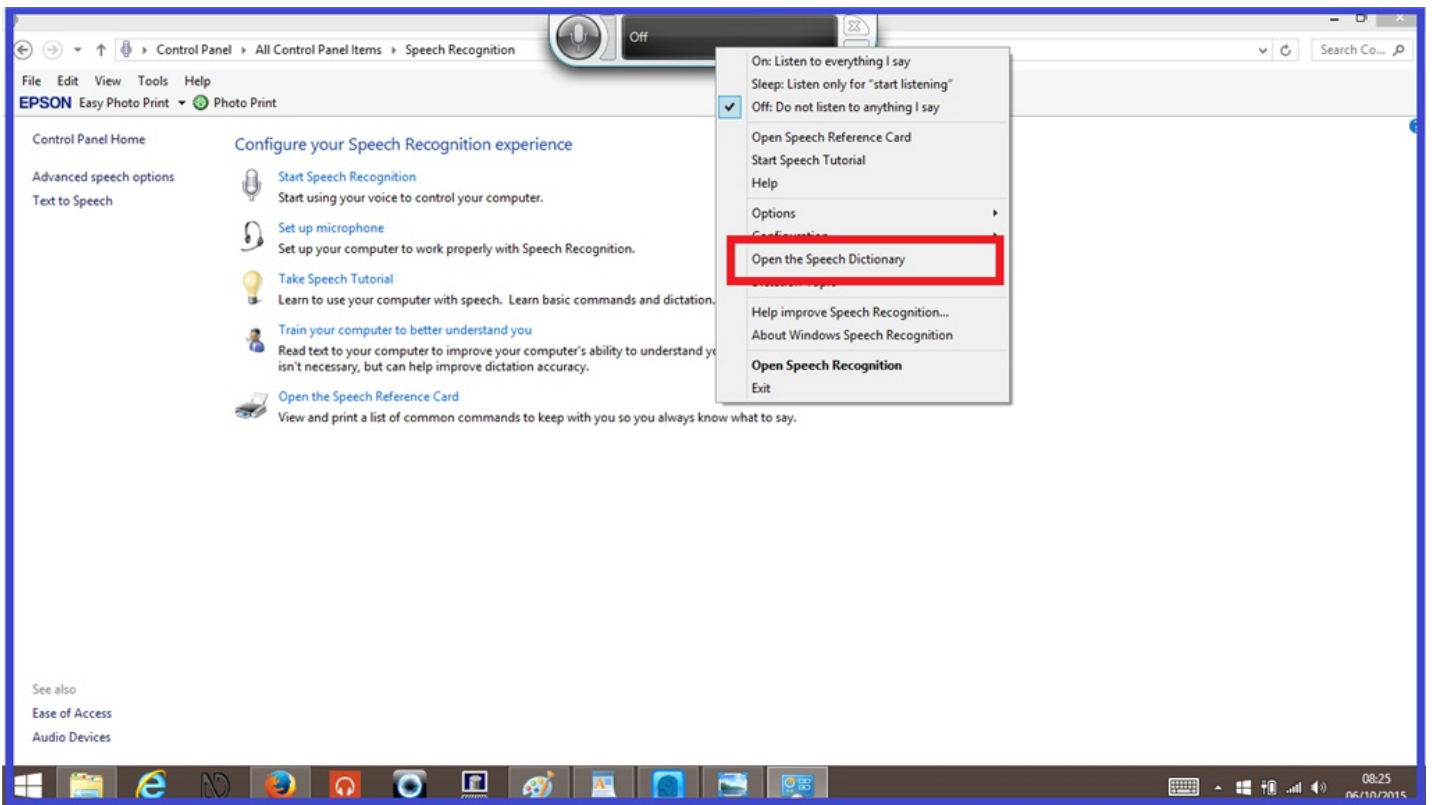 Control Panel ▸ All Control Panel Items ▸ Speech Recognition
Search Co...
Off
File Edit View Tools Help
EPSON Easy Photo Print Photo Print
Control Panel Home
Advanced speech options
Text to Speech
Configure your Speech Recognition experience
Start Speech Recognition
Start using your voice to control your computer.
Set up microphone
Set up your computer to work properly with Speech Recognition.
Take Speech Tutorial
Learn to use your computer with speech. Learn basic commands and dictation.
Train your computer to better understand you
Read text to your computer to improve your computer's ability to understand
isn't necessary, but can help improve dictation accuracy.
Open the Speech Reference Card
View and print a list of common commands to keep with you so you always know what to say.
On: Listen to everything I say
Sleep: Listen only for "start listening"
Off: Do not listen to anything I say
Open Speech Reference Card
Start Speech Tutorial
Help
Options
Configuration
Open the Speech Dictionary
Dictation Topic
Help improve Speech Recognition...
About Windows Speech Recognition
Open Speech Recognition
Exit
See also
Ease of Access
Audio Devices
08:25
06/10/2015